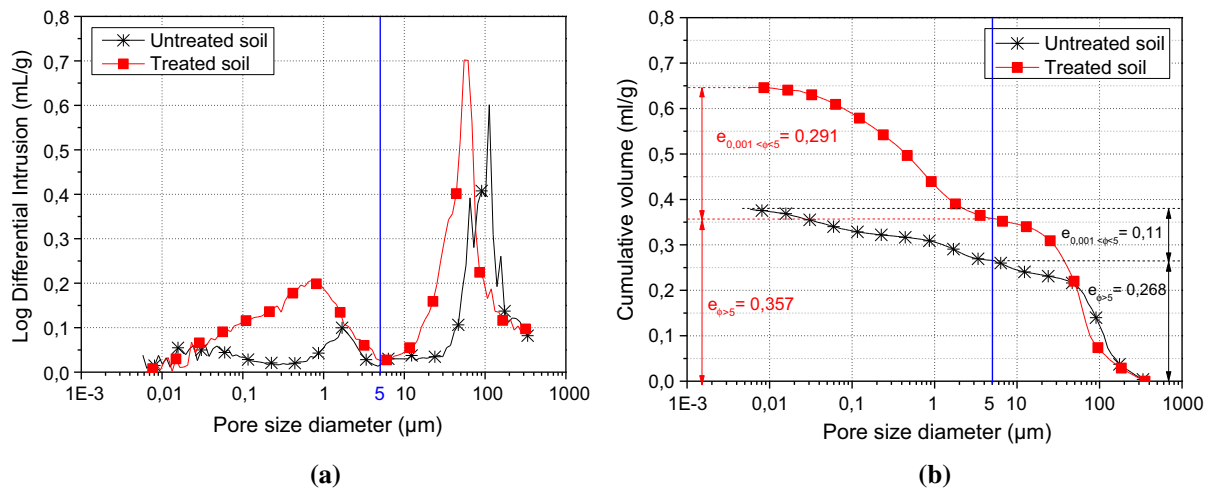 Untreated soil
Treated soil
Log Differential Intrusion (mL/g)
0,8
0,7
0,6
0,5
0,4
0,3
0,2
0,1
0,0
1E-3
0,01
0,1
1
5
10
100
1000
Pore size diameter (µm)
(a)
Untreated soil
Treated soil
Cumulative volume (ml/g)
0,8
0,7
0,6
0,5
0,4
0,3
0,2
0,1
0,0
e0,001 <ϕ<5 = 0,291
eϕ>5 = 0,357
e0,001 <ϕ<5 = 0,11
eϕ>5 = 0,268
1E-3
0,01
0,1
1
5
10
100
1000
Pore size diameter (µm)
(b)